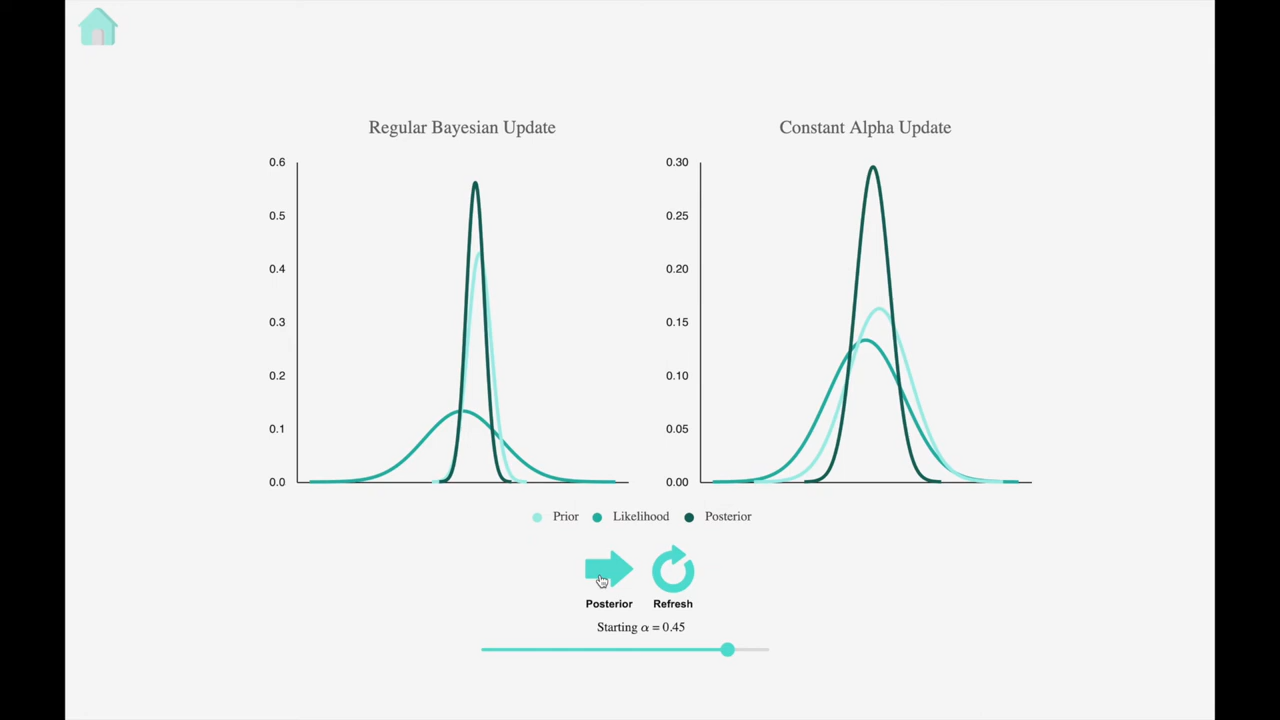 Regular Bayesian Update
Constant Alpha Update
0.6
0.5
0.4
0.3
0.2
0.1
0.0
0.30
0.25
0.20
0.15
0.10
0.05
0.00
Prior Likelihood Posterior
Posterior Refresh
Starting α = 0.45